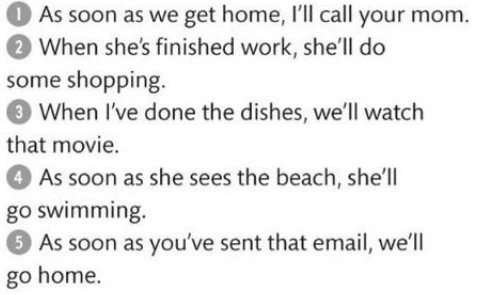 1 As soon as we get home, I'll call your mom.
2 When she's finished work, she'll do
some shopping.
3 When I've done the dishes, we'll watch
that movie.
4 As soon as she sees the beach, she'll
go swimming.
5 As soon as you've sent that email, we'll
go home.